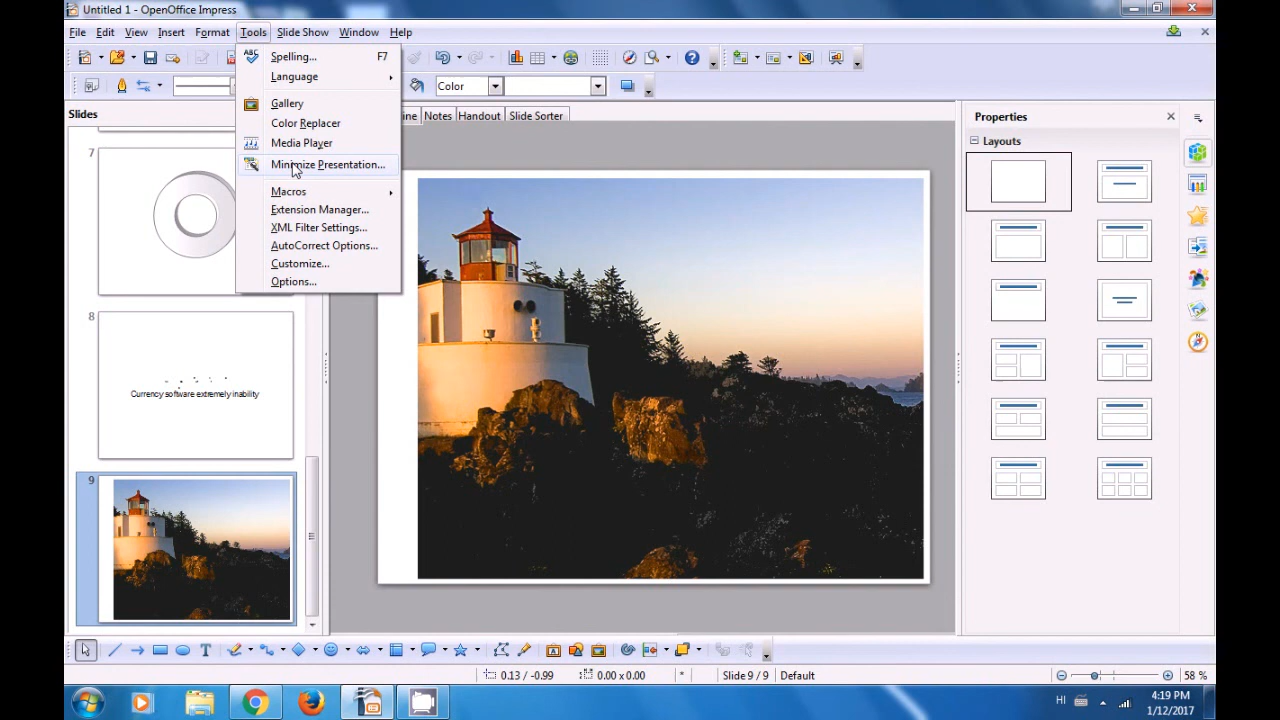 Untitled 1 - OpenOffice Impress
File Edit View Insert Format Tools Slide Show Window Help
ABC Spelling... F7
Language
Gallery
Color Replacer
Media Player
Minimize Presentation...
Macros
Extension Manager...
XML Filter Settings...
AutoCorrect Options...
Customize...
Options...
Color
Slides
ine Notes Handout Slide Sorter
Properties
Layouts
7
8
Currency software extremely inability
9
T
0.13 / -0.99 0.00 x 0.00 * Slide 9 / 9 Default 58 %
HI 4:19 PM
1/12/2017